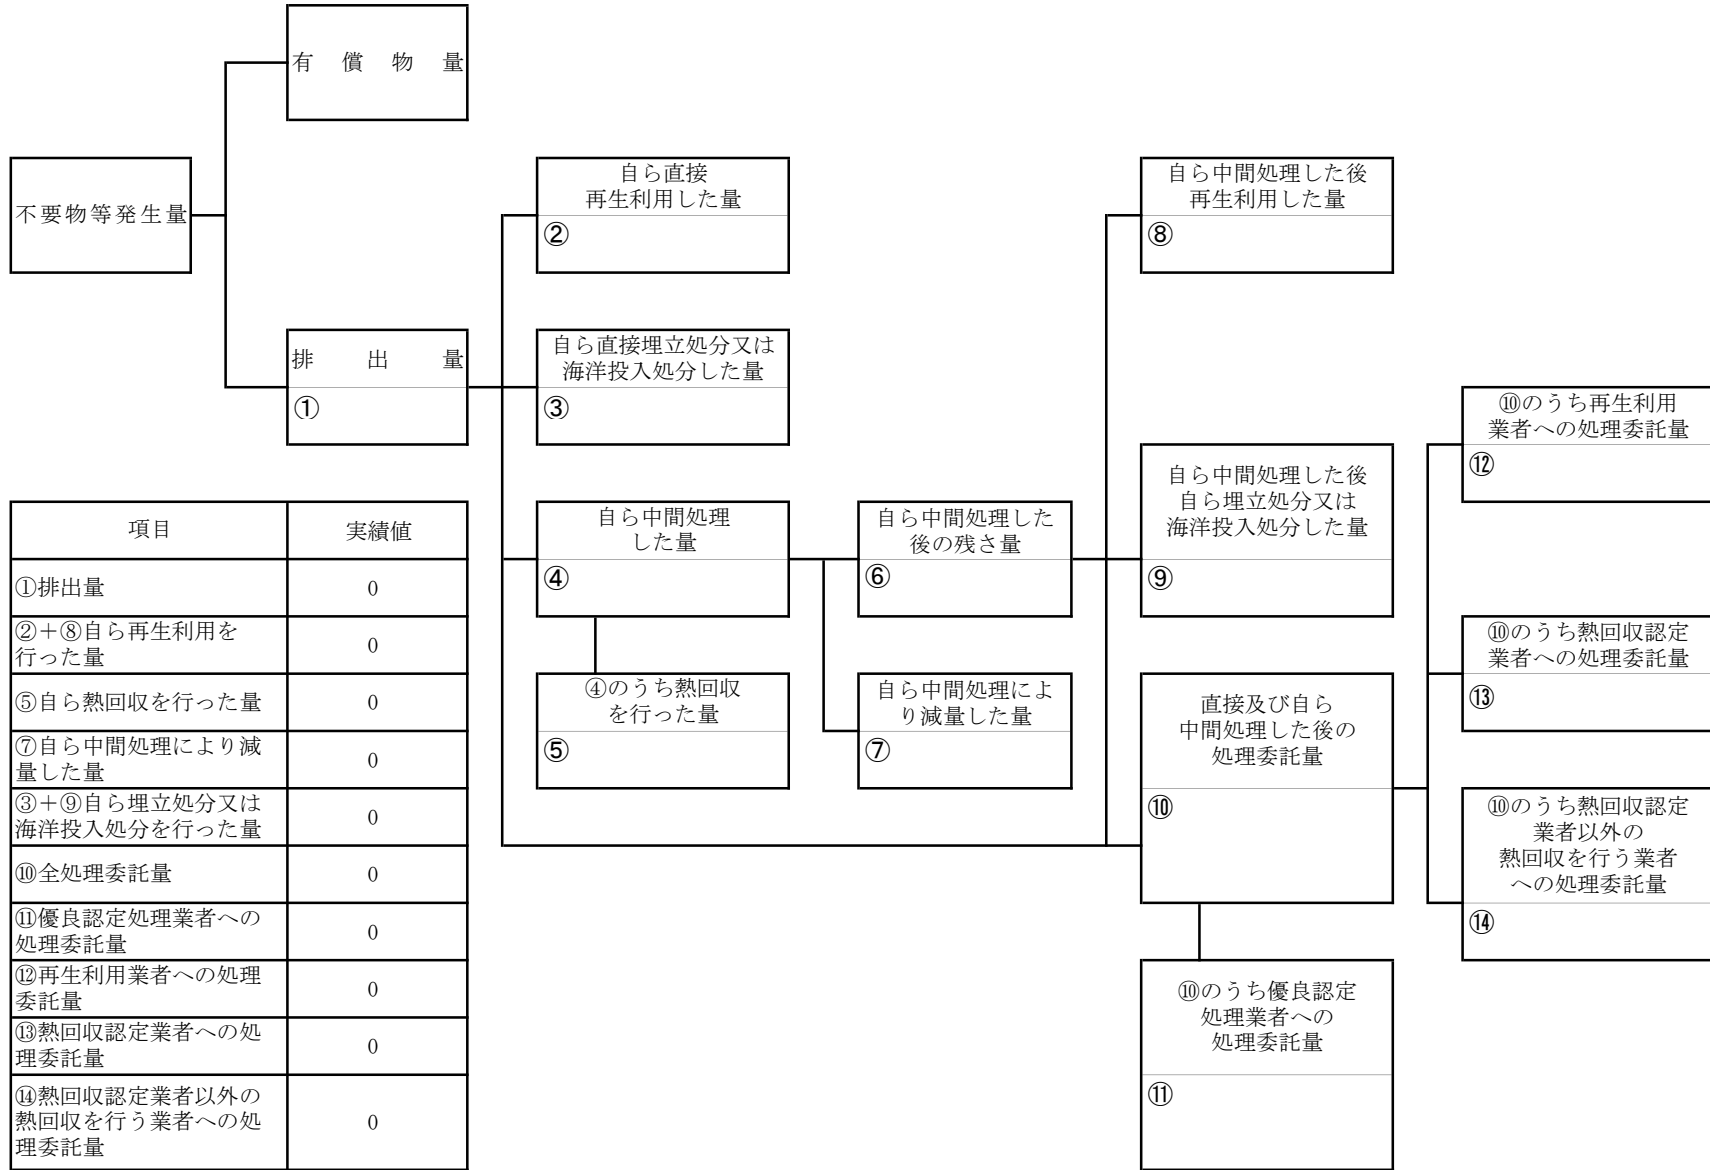 有償物量
不要物等発生量
排出量
①
自ら直接
再生利用した量
②
自ら直接埋立処分又は
海洋投入処分した量
③
自ら中間処理
した量
④
④のうち熱回収
を行った量
⑤
自ら中間処理した
後の残さ量
⑥
自ら中間処理によ
り減量した量
⑦
自ら中間処理した後
再生利用した量
⑧
自ら中間処理した後
自ら埋立処分又は
海洋投入処分した量
⑨
直接及び自ら
中間処理した後の
処理委託量
⑩
⑩のうち優良認定
処理業者への
処理委託量
⑪
⑩のうち再生利用
業者への処理委託量
⑫
⑩のうち熱回収認定
業者への処理委託量
⑬
⑩のうち熱回収認定
業者以外の
熱回収を行う業者
への処理委託量
⑭
項目 実績値
①排出量 0
②+⑧自ら再生利用を
行った量 0
⑤自ら熱回収を行った量 0
⑦自ら中間処理により減
量した量 0
③+⑨自ら埋立処分又は
海洋投入処分を行った量 0
⑩全処理委託量 0
⑪優良認定処理業者への
処理委託量 0
⑫再生利用業者への処理
委託量 0
⑬熱回収認定業者への処
理委託量 0
⑭熱回収認定業者以外の
熱回収を行う業者への処
理委託量 0